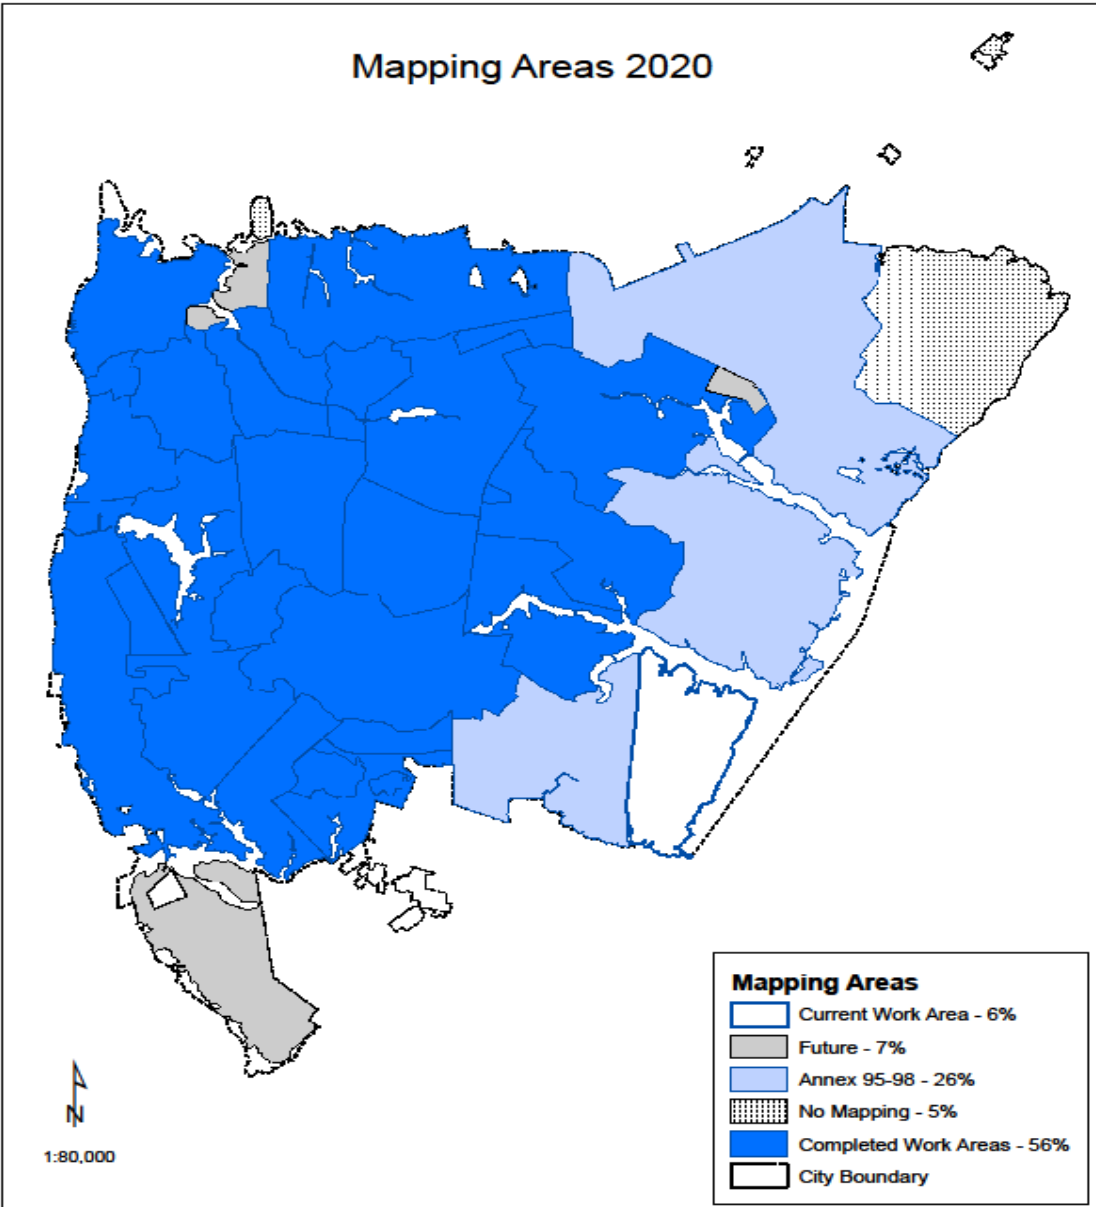 Mapping Areas 2020
Mapping Areas
Current Work Area - 6%
Future - 7%
Annex 95-98 - 26%
No Mapping - 5%
Completed Work Areas - 56%
City Boundary
N
1:80,000